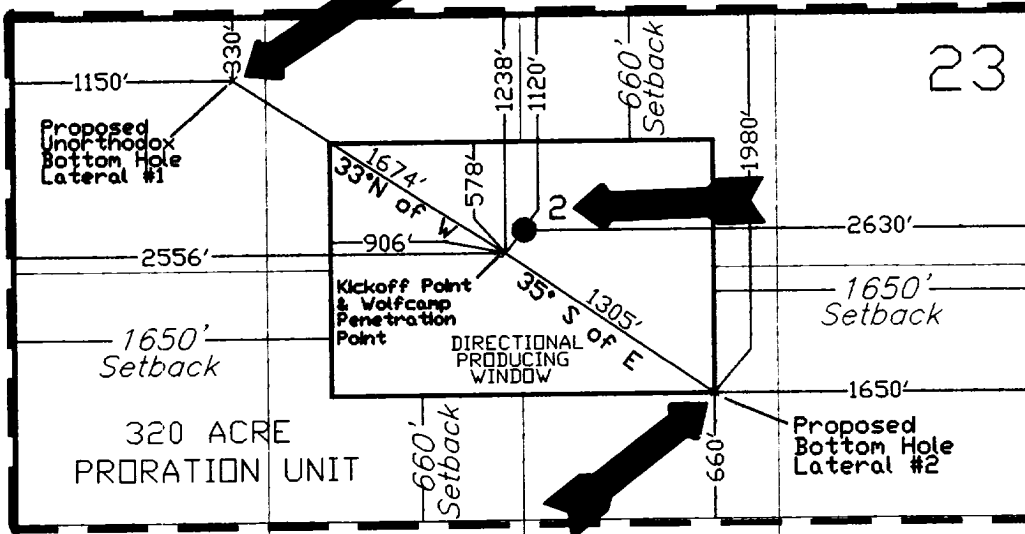 330'
1150'
1238'
1120'
660'
Setback
1980'
23
Proposed
Unorthodox
Bottom Hole
Lateral #1
1674'
33°N of W
578'
2
906'
2556'
2630'
Kickoff Point
& Wolfcamp
Penetration
Point
35° S of E
1305'
1650'
Setback
1650'
Setback
DIRECTIONAL
PRODUCING
WINDOW
1650'
320 ACRE
PRORATION UNIT
660'
Setback
660'
Proposed
Bottom Hole
Lateral #2